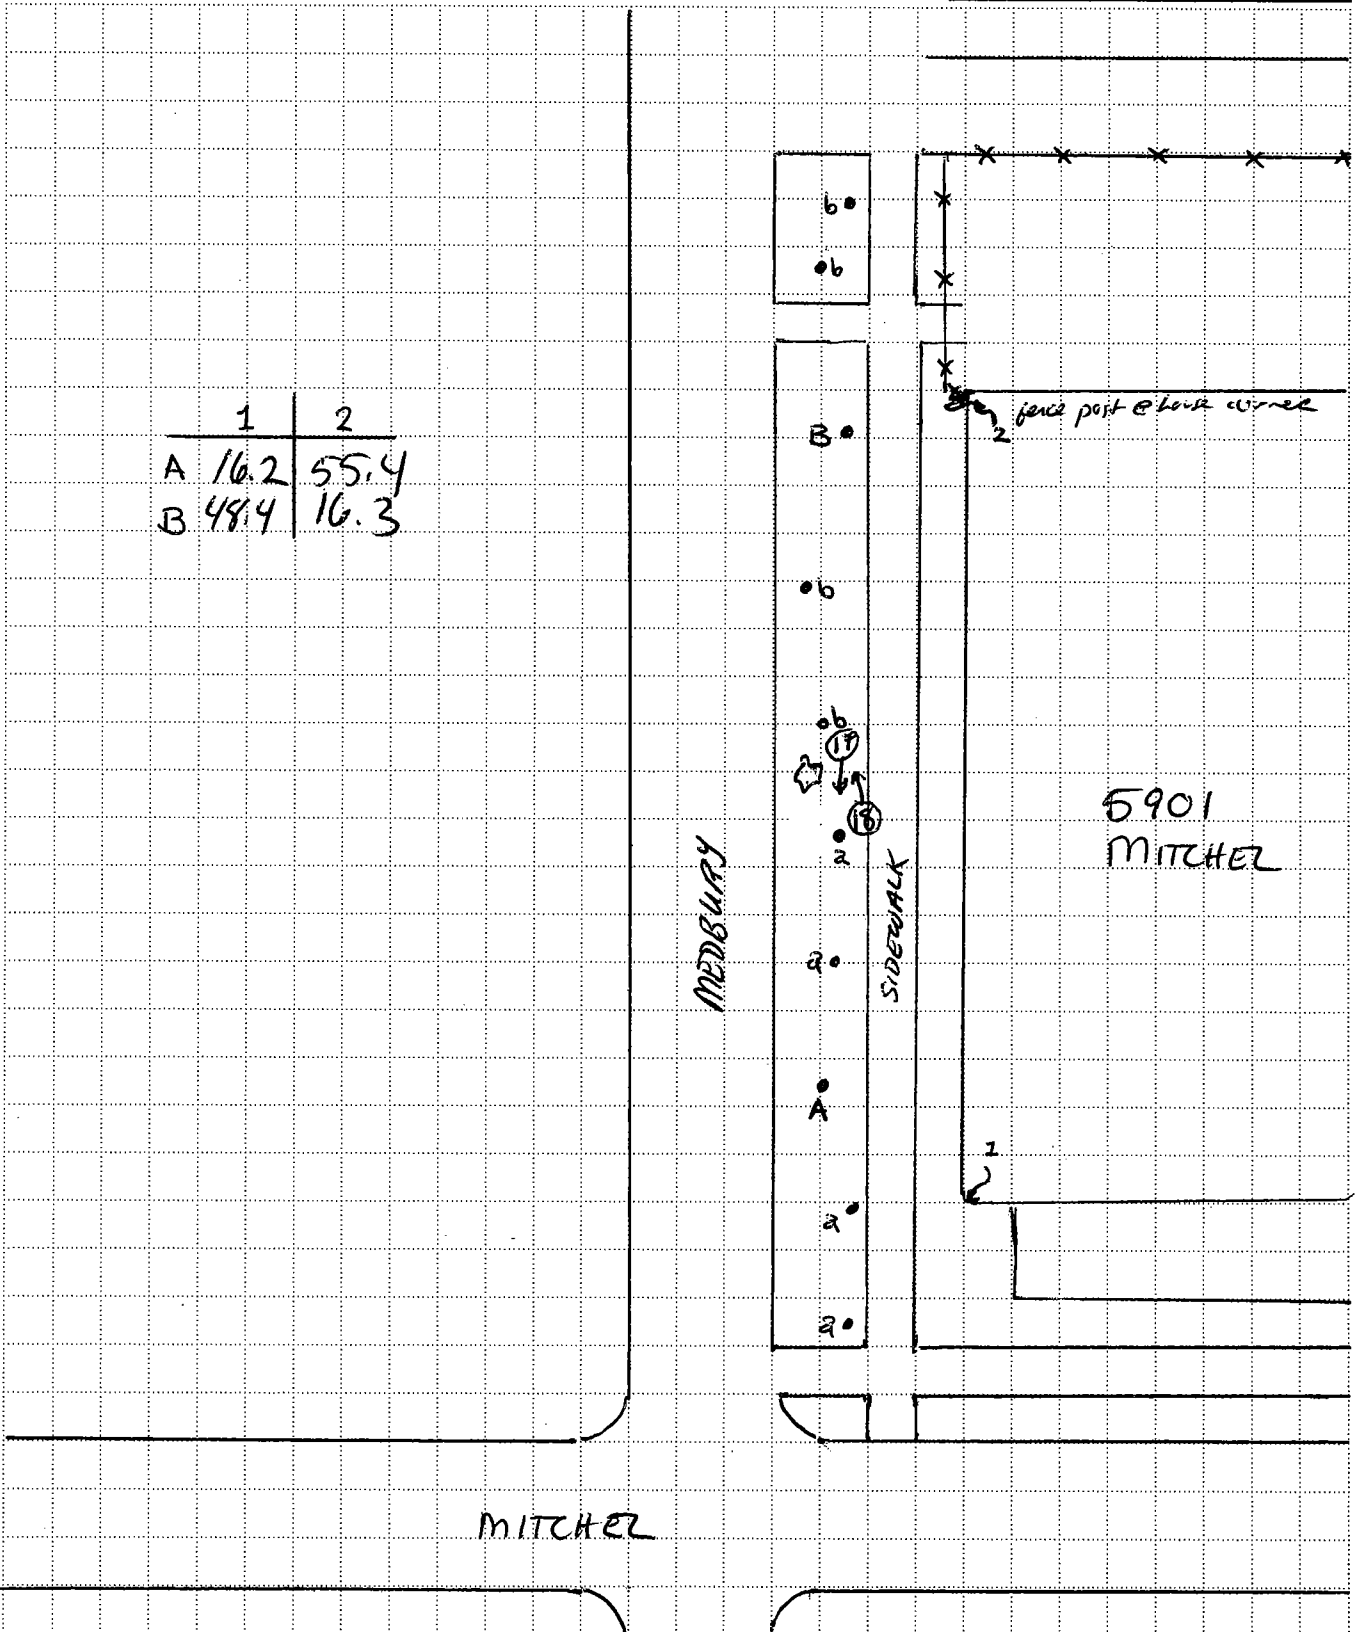 b
b
1 2
A 16.2 55.4
B 48.4 16.3
2 fence post @ house corner
B
b
b
17
18
a
5901
MITCHEL
MEDBURY
SIDEWALK
a
A
1
a
a
MITCHEL